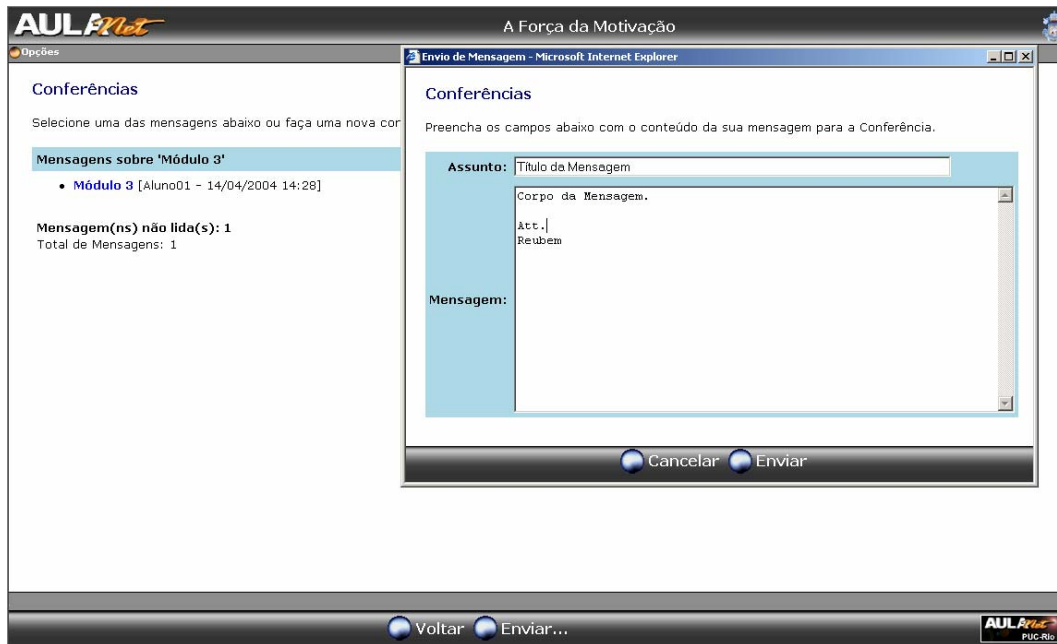 AULANet
A Força da Motivação
Opções
Conferências
Selecione uma das mensagens abaixo ou faça uma nova
Mensagens sobre 'Módulo 3'
• Módulo 3 [Aluno01 - 14/04/2004 14:28]
Mensagem(ns) não lida(s): 1
Total de Mensagens: 1
Envio de Mensagem - Microsoft Internet Explorer
Conferências
Preencha os campos abaixo com o conteúdo da sua mensagem para a Conferência.
Assunto: Título da Mensagem
Mensagem:
Corpo da Mensagem.
Att.
Reubem
Cancelar Enviar
Voltar Enviar...
AULANet
PUC-Rio